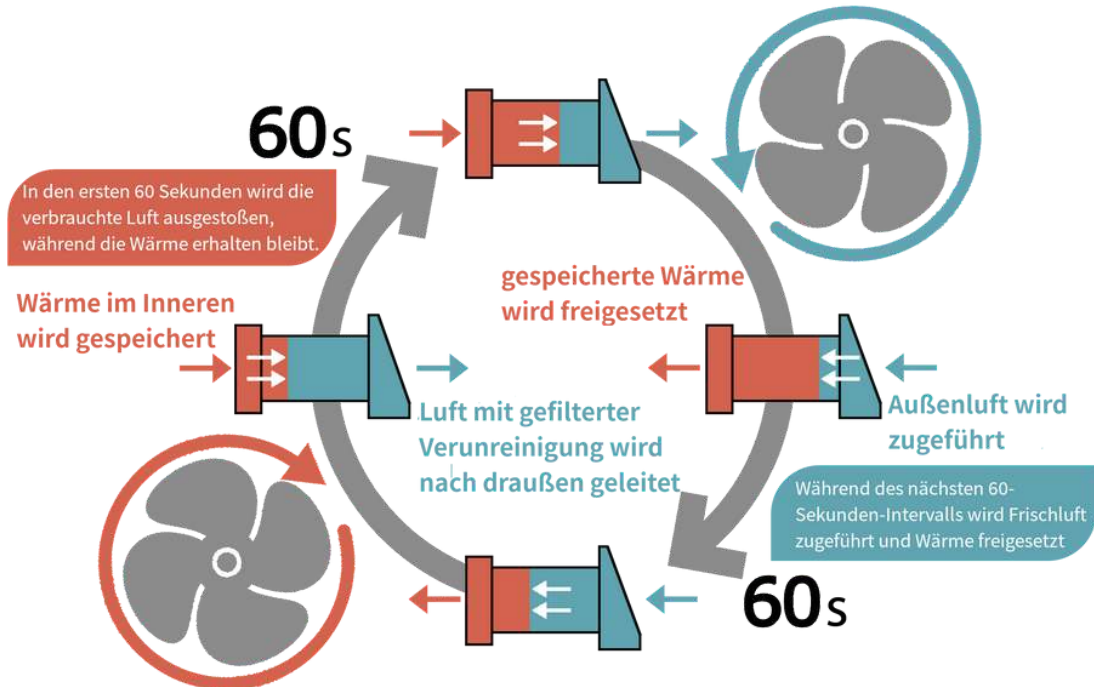 60s
In den ersten 60 Sekunden wird die
verbrauchte Luft ausgestoßen,
während die Wärme erhalten bleibt.
Wärme im Inneren
wird gespeichert
gespeicherte Wärme
wird freigesetzt
Luft mit gefilterter
Verunreinigung wird
nach draußen geleitet
Außenluft wird
zugeführt
Während des nächsten 60-
Sekunden-Intervalls wird Frischluft
zugeführt und Wärme freigesetzt
60s